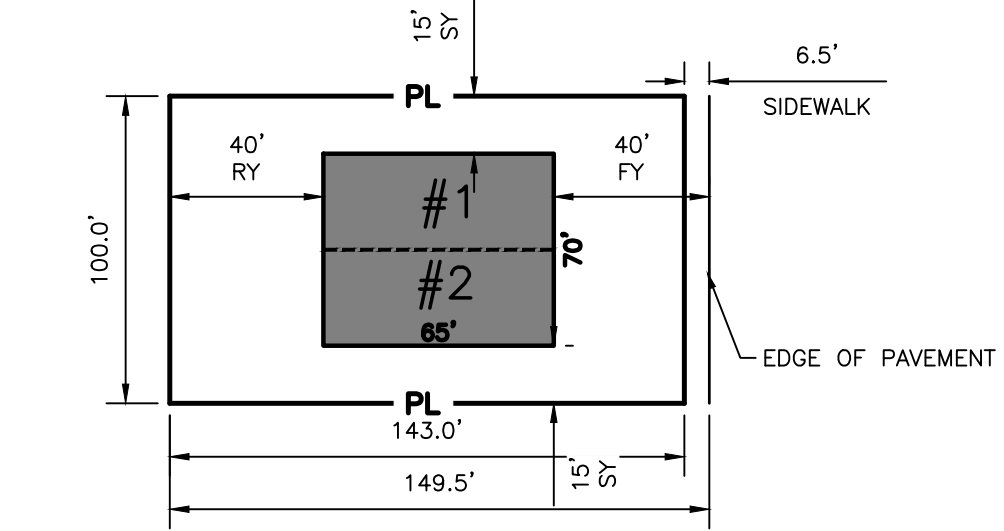 15'
SY
6.5'
SIDEWALK
PL
40'
RY
40'
FY
#1
100.0'
70'
#2
65'
EDGE OF PAVEMENT
PL
143.0'
15'
SY
149.5'